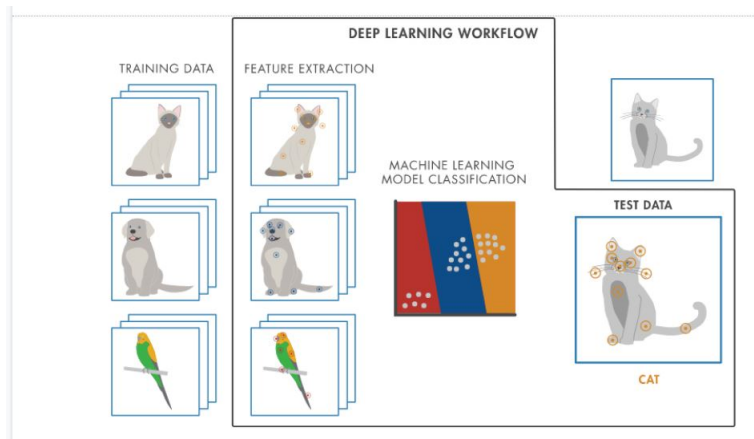 DEEP LEARNING WORKFLOW
TRAINING DATA
FEATURE EXTRACTION
MACHINE LEARNING
MODEL CLASSIFICATION
TEST DATA
CAT